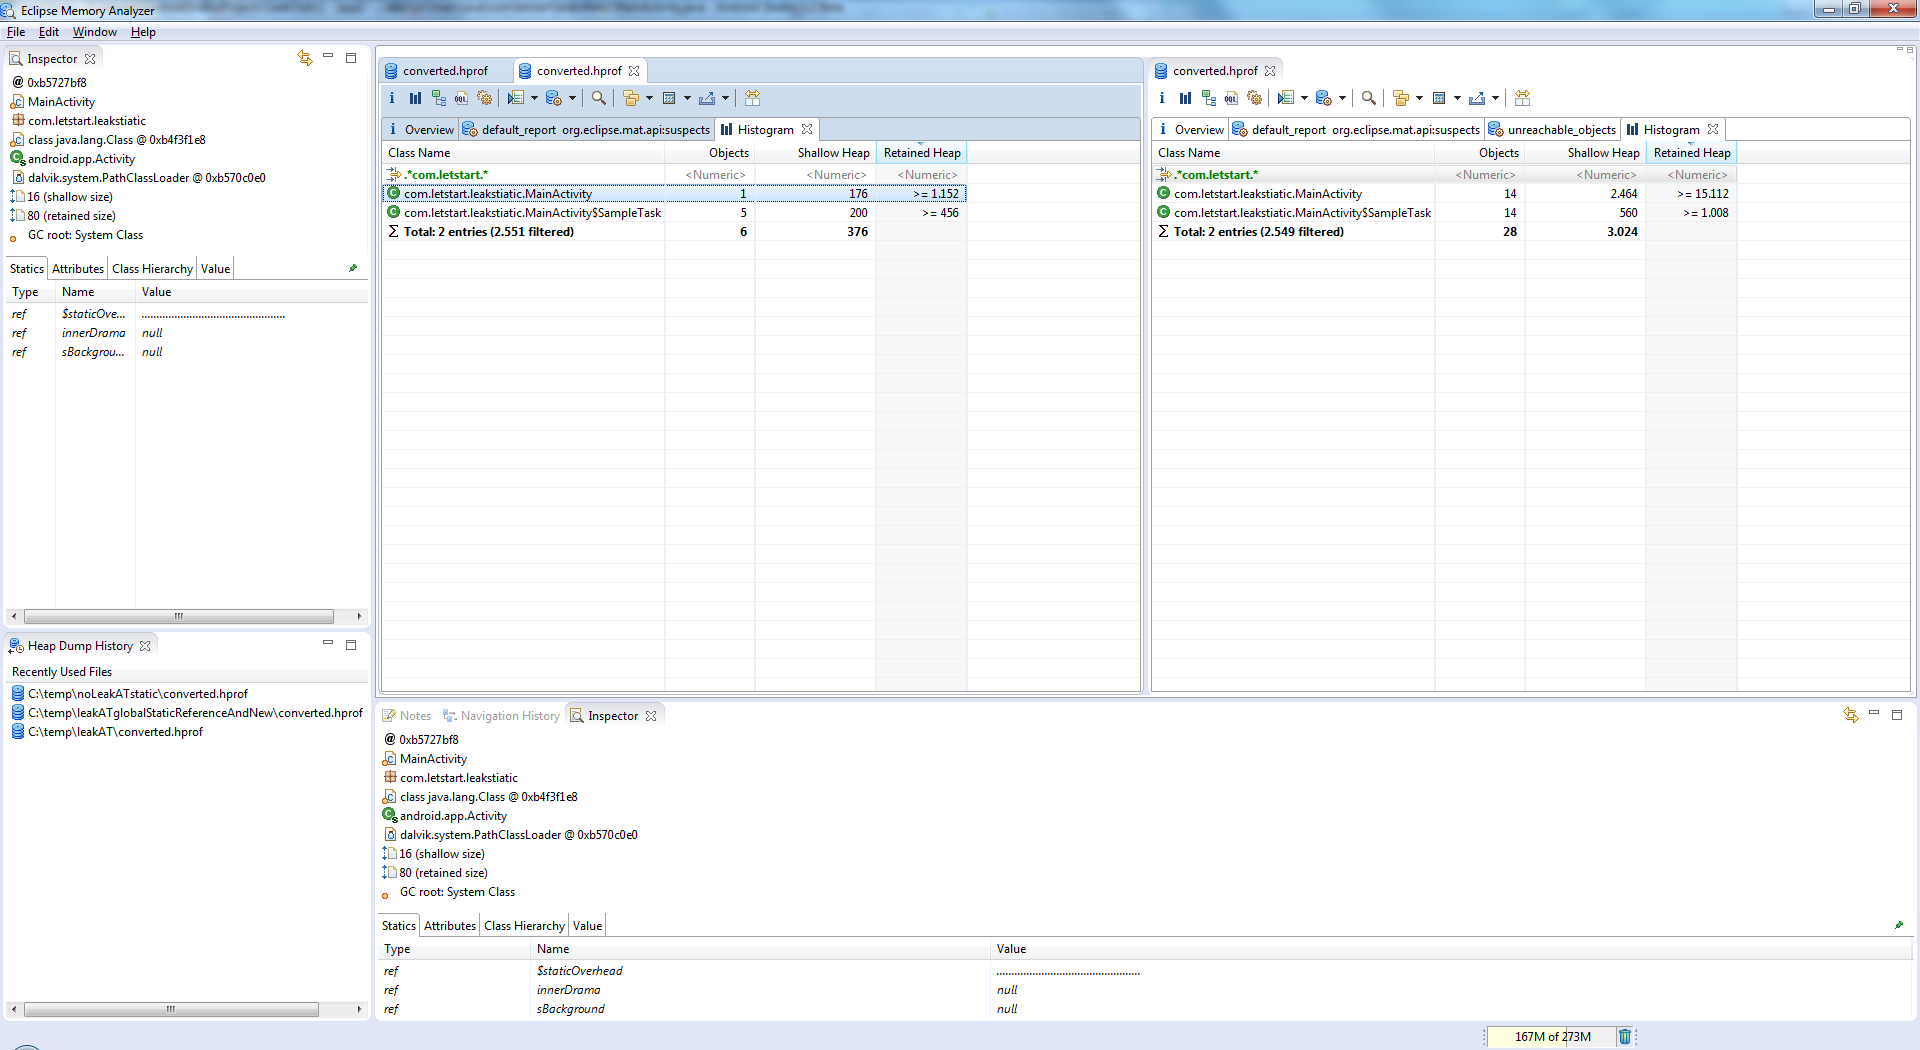 Eclipse Memory Analyzer
File Edit Window Help
Inspector
@ 0xb5727bf8
MainActivity
com.letstart.leakstiatic
class java.lang.Class @ 0xb4f3f1e8
android.app.Activity
dalvik.system.PathClassLoader @ 0xb570c0e0
16 (shallow size)
80 (retained size)
GC root: System Class
Statics Attributes Class Hierarchy Value
Type Name Value
ref $staticOve... ................................................
ref innerDrama null
ref sBackgrou... null
Heap Dump History
Recently Used Files
C:\temp\noLeakATstatic\converted.hprof
C:\temp\leakATglobalStaticReferenceAndNew\converted.hprof
C:\temp\leakAT\converted.hprof
converted.hprof converted.hprof
i Overview default_report org.eclipse.mat.api:suspects Histogram
Class Name Objects Shallow Heap Retained Heap
.*com.letstart.* <Numeric> <Numeric> <Numeric>
com.letstart.leakstiatic.MainActivity 1 176 >= 1.152
com.letstart.leakstiatic.MainActivity$SampleTask 5 200 >= 456
Σ Total: 2 entries (2.551 filtered) 6 376
converted.hprof
i Overview default_report org.eclipse.mat.api:suspects unreachable_objects Histogram
Class Name Objects Shallow Heap Retained Heap
.*com.letstart.* <Numeric> <Numeric> <Numeric>
com.letstart.leakstiatic.MainActivity 14 2.464 >= 15.112
com.letstart.leakstiatic.MainActivity$SampleTask 14 560 >= 1.008
Σ Total: 2 entries (2.549 filtered) 28 3.024
Notes Navigation History Inspector
@ 0xb5727bf8
MainActivity
com.letstart.leakstiatic
class java.lang.Class @ 0xb4f3f1e8
android.app.Activity
dalvik.system.PathClassLoader @ 0xb570c0e0
16 (shallow size)
80 (retained size)
GC root: System Class
Statics Attributes Class Hierarchy Value
Type Name Value
ref $staticOverhead ................................................
ref innerDrama null
ref sBackground null
167M of 273M